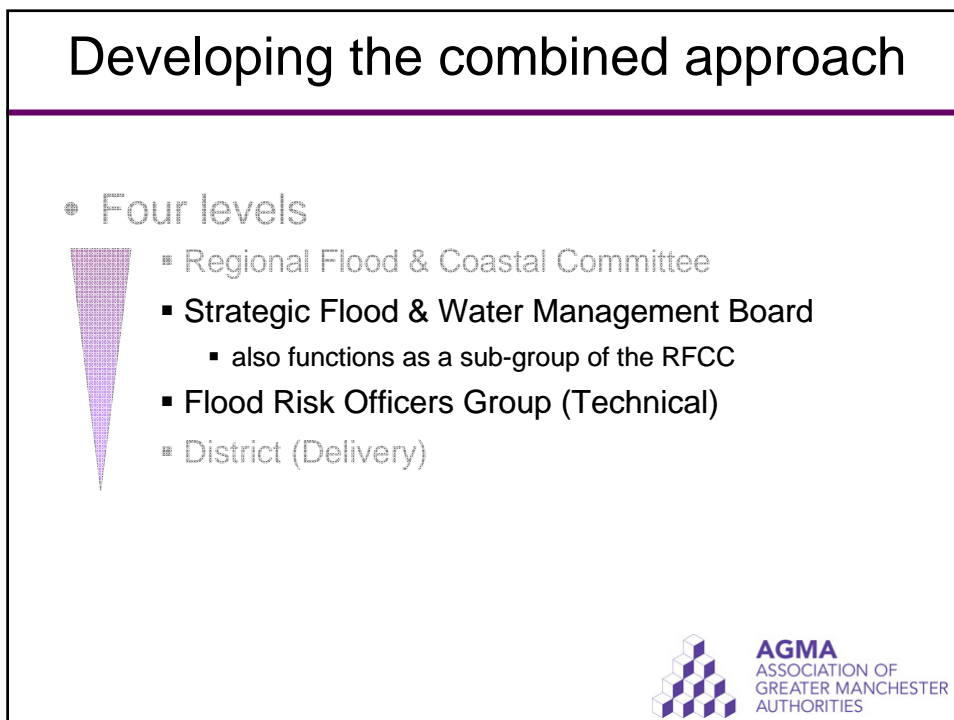 Developing the combined approach
• Four levels
▪ Regional Flood & Coastal Committee
▪ Strategic Flood & Water Management Board
▪ also functions as a sub-group of the RFCC
▪ Flood Risk Officers Group (Technical)
▪ District (Delivery)
AGMA
ASSOCIATION OF
GREATER MANCHESTER
AUTHORITIES